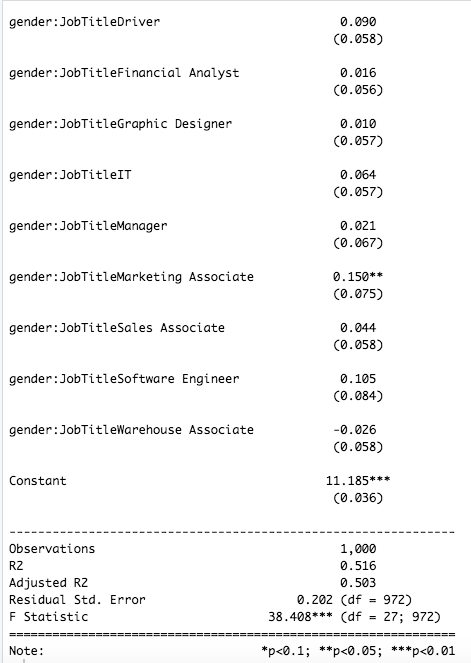 gender:JobTitleDriver 0.090
(0.058)
gender:JobTitleFinancial Analyst 0.016
(0.056)
gender:JobTitleGraphic Designer 0.010
(0.057)
gender:JobTitleIT 0.064
(0.057)
gender:JobTitleManager 0.021
(0.067)
gender:JobTitleMarketing Associate 0.150**
(0.075)
gender:JobTitleSales Associate 0.044
(0.058)
gender:JobTitleSoftware Engineer 0.105
(0.084)
gender:JobTitleWarehouse Associate -0.026
(0.058)
Constant 11.185***
(0.036)
-----------------------------------------------------------
Observations 1,000
R2 0.516
Adjusted R2 0.503
Residual Std. Error 0.202 (df = 972)
F Statistic 38.408*** (df = 27; 972)
===========================================================
Note: *p<0.1; **p<0.05; ***p<0.01